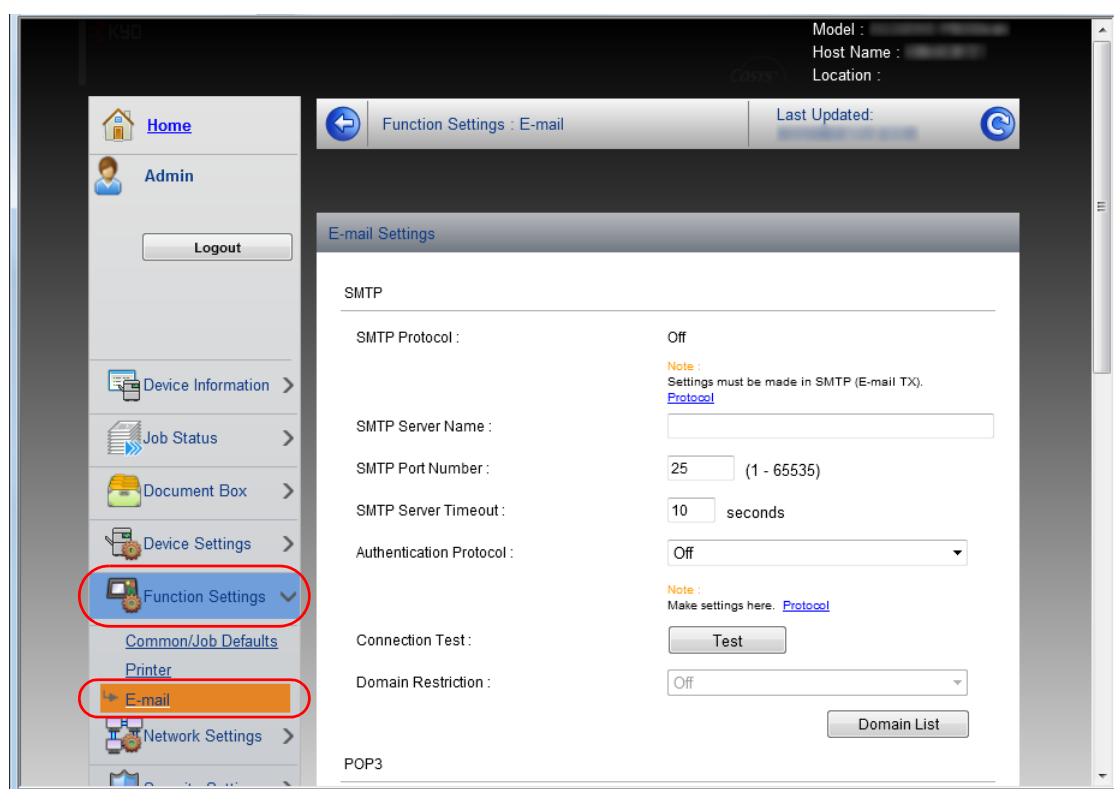 Model :
Host Name :
Location :
Home
Function Settings : E-mail
Last Updated:
Admin
Logout
E-mail Settings
SMTP
SMTP Protocol :
Off
Note :
Settings must be made in SMTP (E-mail TX).
Protocol
Device Information
SMTP Server Name :
Job Status
SMTP Port Number :
25
(1 - 65535)
Document Box
SMTP Server Timeout :
10
seconds
Device Settings
Authentication Protocol :
Off
Note :
Make settings here. Protocol
Function Settings
Common/Job Defaults
Connection Test :
Test
Printer
Domain Restriction :
Off
E-mail
Domain List
Network Settings
POP3